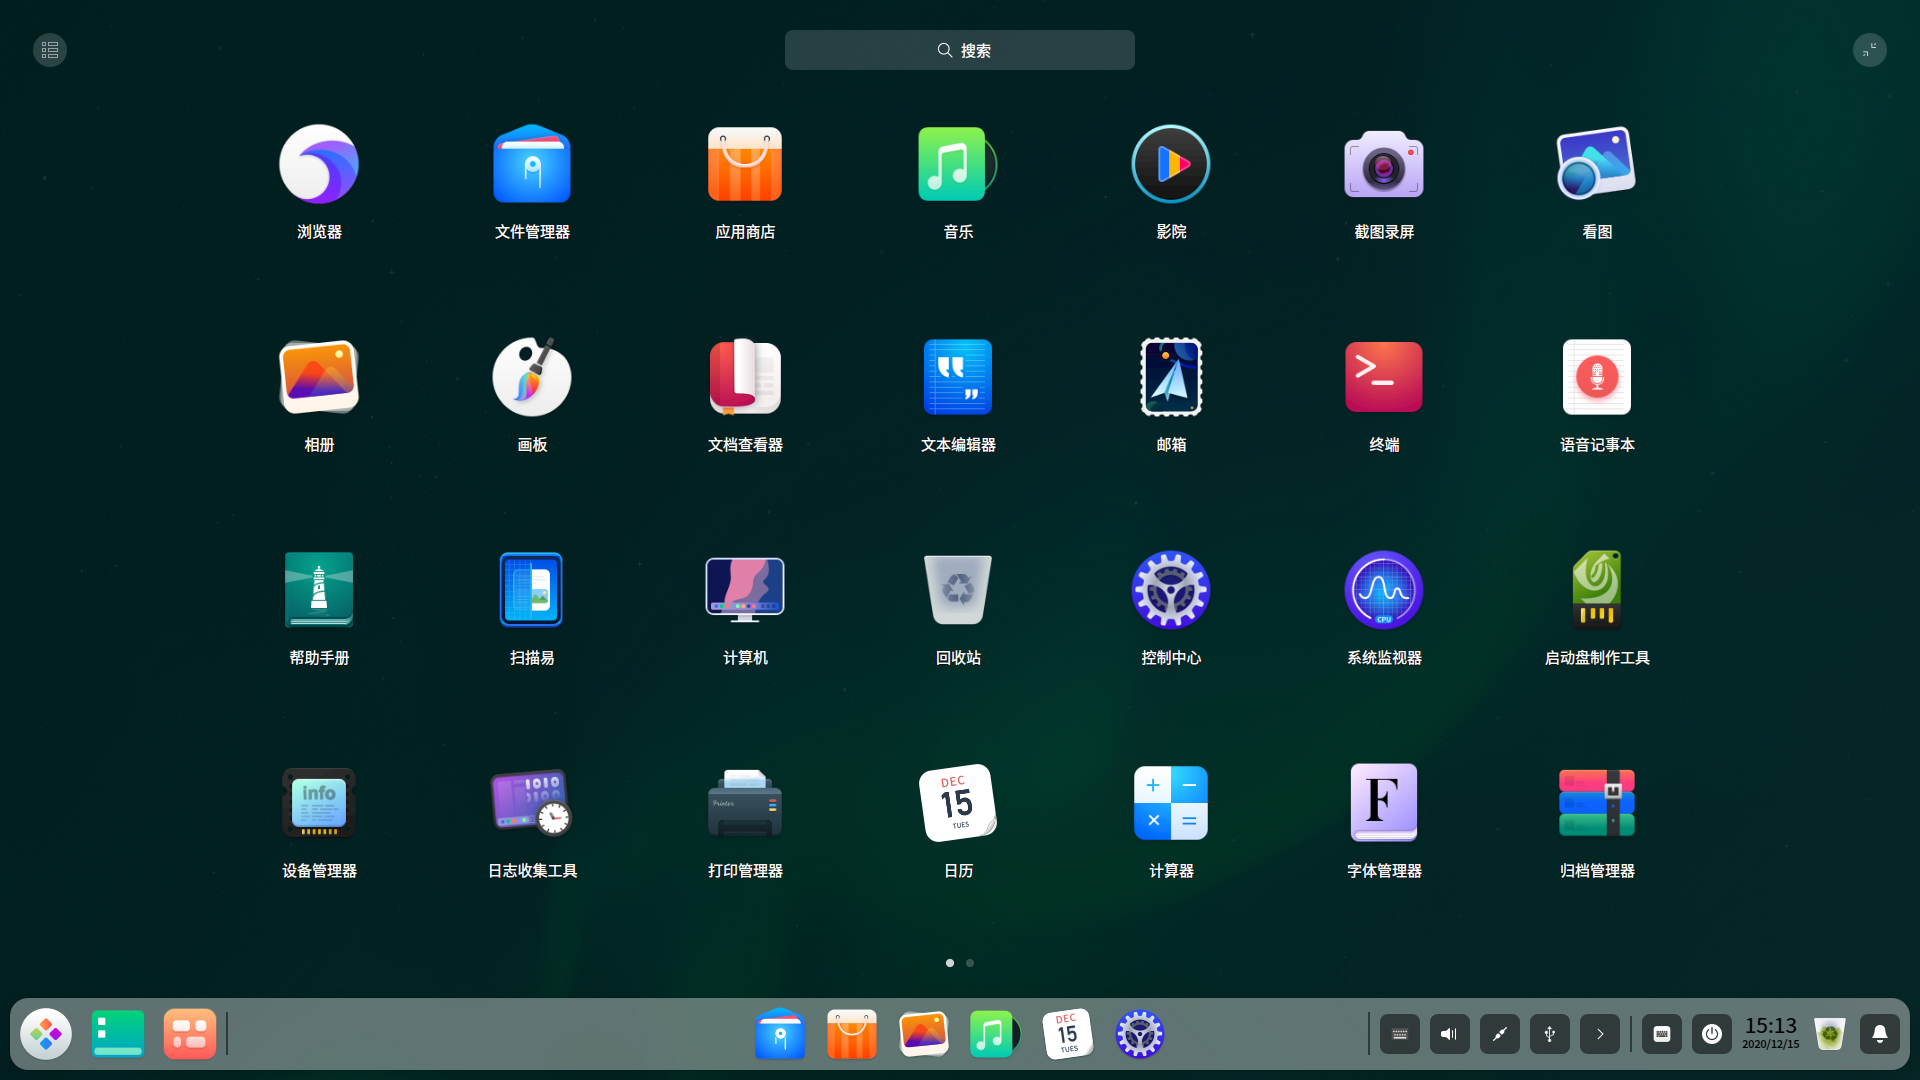 搜索
浏览器
文件管理器
应用商店
音乐
影院
截图录屏
看图
相册
画板
文档查看器
文本编辑器
邮箱
终端
语音记事本
帮助手册
扫描易
计算机
回收站
控制中心
CPU
系统监视器
启动盘制作工具
info
设备管理器
日志收集工具
Printer
打印管理器
DEC
15
TUES
日历
计算器
F
字体管理器
归档管理器
DEC
15
TUES
15:13
2020/12/15